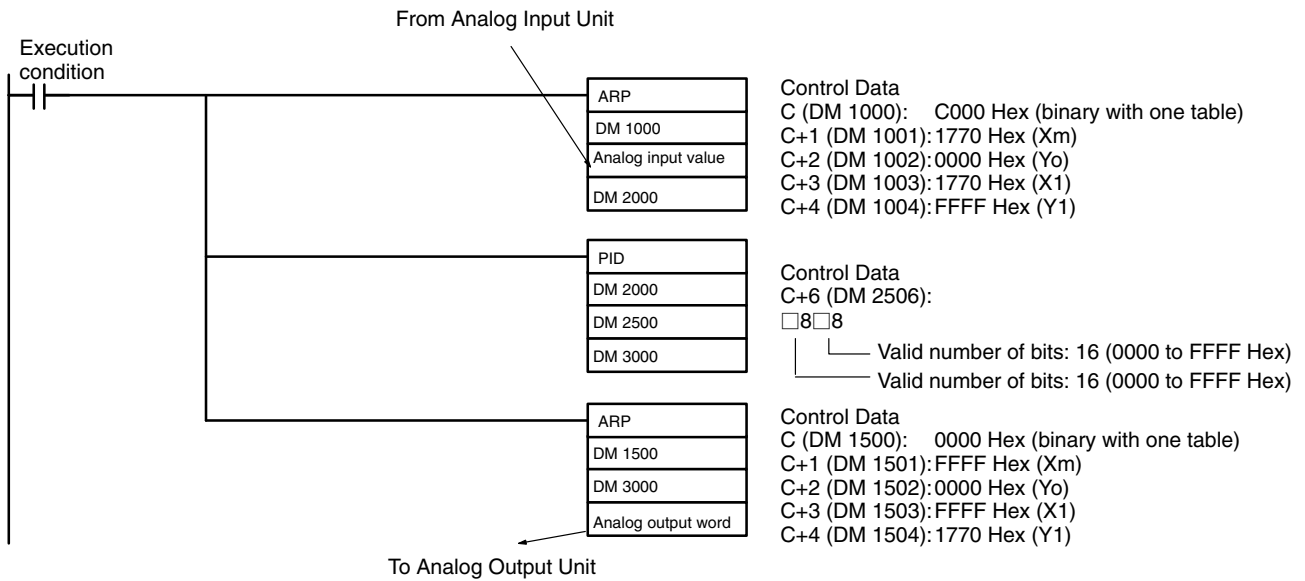 From Analog Input Unit
Execution
condition
ARP
DM 1000
Analog input value
DM 2000
Control Data
C (DM 1000): C000 Hex (binary with one table)
C+1 (DM 1001): 1770 Hex (Xm)
C+2 (DM 1002): 0000 Hex (Yo)
C+3 (DM 1003): 1770 Hex (X1)
C+4 (DM 1004): FFFF Hex (Y1)
PID
DM 2000
DM 2500
DM 3000
Control Data
C+6 (DM 2506):
□8□8
Valid number of bits: 16 (0000 to FFFF Hex)
Valid number of bits: 16 (0000 to FFFF Hex)
ARP
DM 1500
DM 3000
Analog output word
Control Data
C (DM 1500): 0000 Hex (binary with one table)
C+1 (DM 1501): FFFF Hex (Xm)
C+2 (DM 1502): 0000 Hex (Yo)
C+3 (DM 1503): FFFF Hex (X1)
C+4 (DM 1504): 1770 Hex (Y1)
To Analog Output Unit